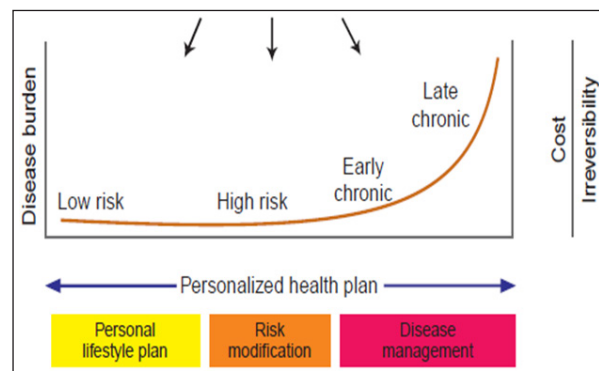 Disease burden
Low risk
High risk
Early
chronic
Late
chronic
Cost
Irreversibility
Personalized health plan
Personal
lifestyle plan
Risk
modification
Disease
management